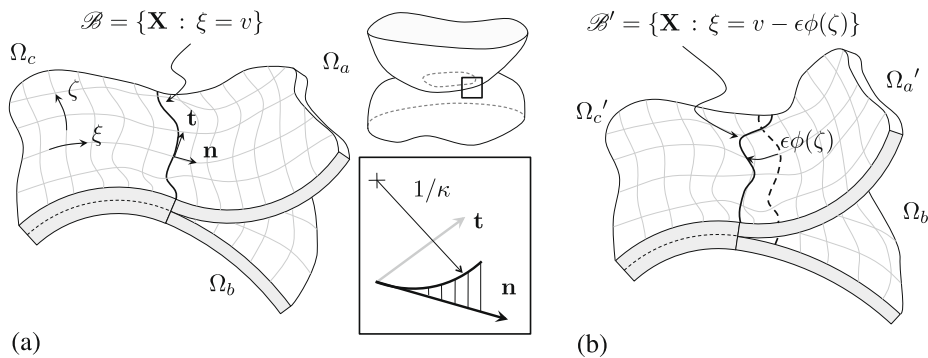 ℬ = {𝐗 : ξ = v}
Ω_c
Ω_a
ζ
ξ
t
n
Ω_b
(a)
1/κ
t
n
ℬ′ = {𝐗 : ξ = v − ϵϕ(ζ)}
Ω_c′
Ω_a′
ϵϕ(ζ)
Ω_b
(b)